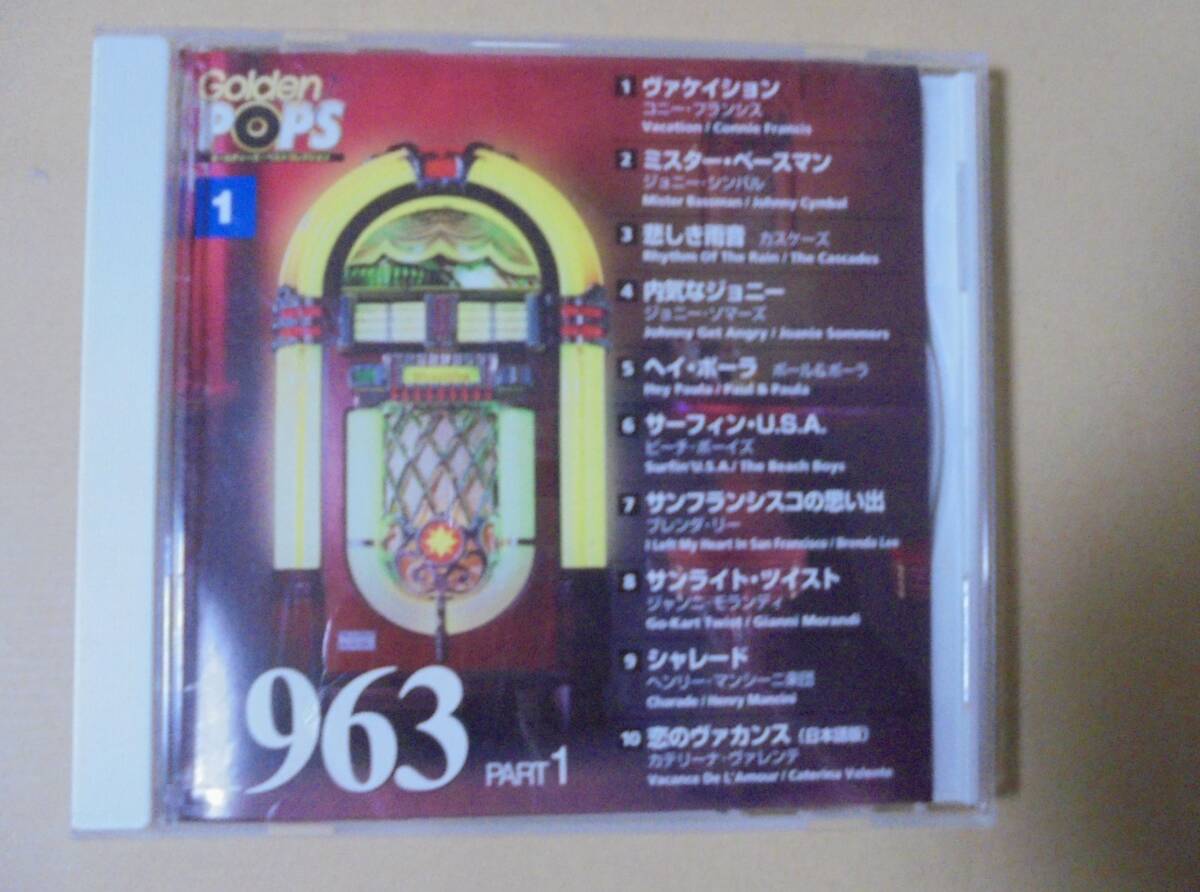 Golden
POPS
1
963 PART 1
1 ヴァケイション
コニー・フランシス
Vacation / Connie Francis
2 ミスター・ベースマン
ジョニー・シンバル
Mister Bassman / Johnny Cymbal
3 悲しき雨音 カスケーズ
Rhythm Of The Rain / The Cascades
4 内気なジョニー
ジョニー・ソマーズ
Johnny Get Angry / Joanie Sommers
5 ヘイ・ポーラ ポール&ポーラ
Hey Paula / Paul & Paula
6 サーフィン・U.S.A.
ビーチ・ボーイズ
Surfin' U.S.A. / The Beach Boys
7 サンフランシスコの思い出
ブレンダ・リー
I Left My Heart In San Francisco / Brenda Lee
8 サンライト・ツイスト
ジャンニ・モランディ
Go-Kart Twist / Gianni Morandi
9 シャレード
ヘンリー・マンシーニ楽団
Charade / Henry Mancini
10 恋のヴァカンス (日本語版)
カテリーナ・ヴァレンテ
Vacance De L'Amour / Caterina Valente